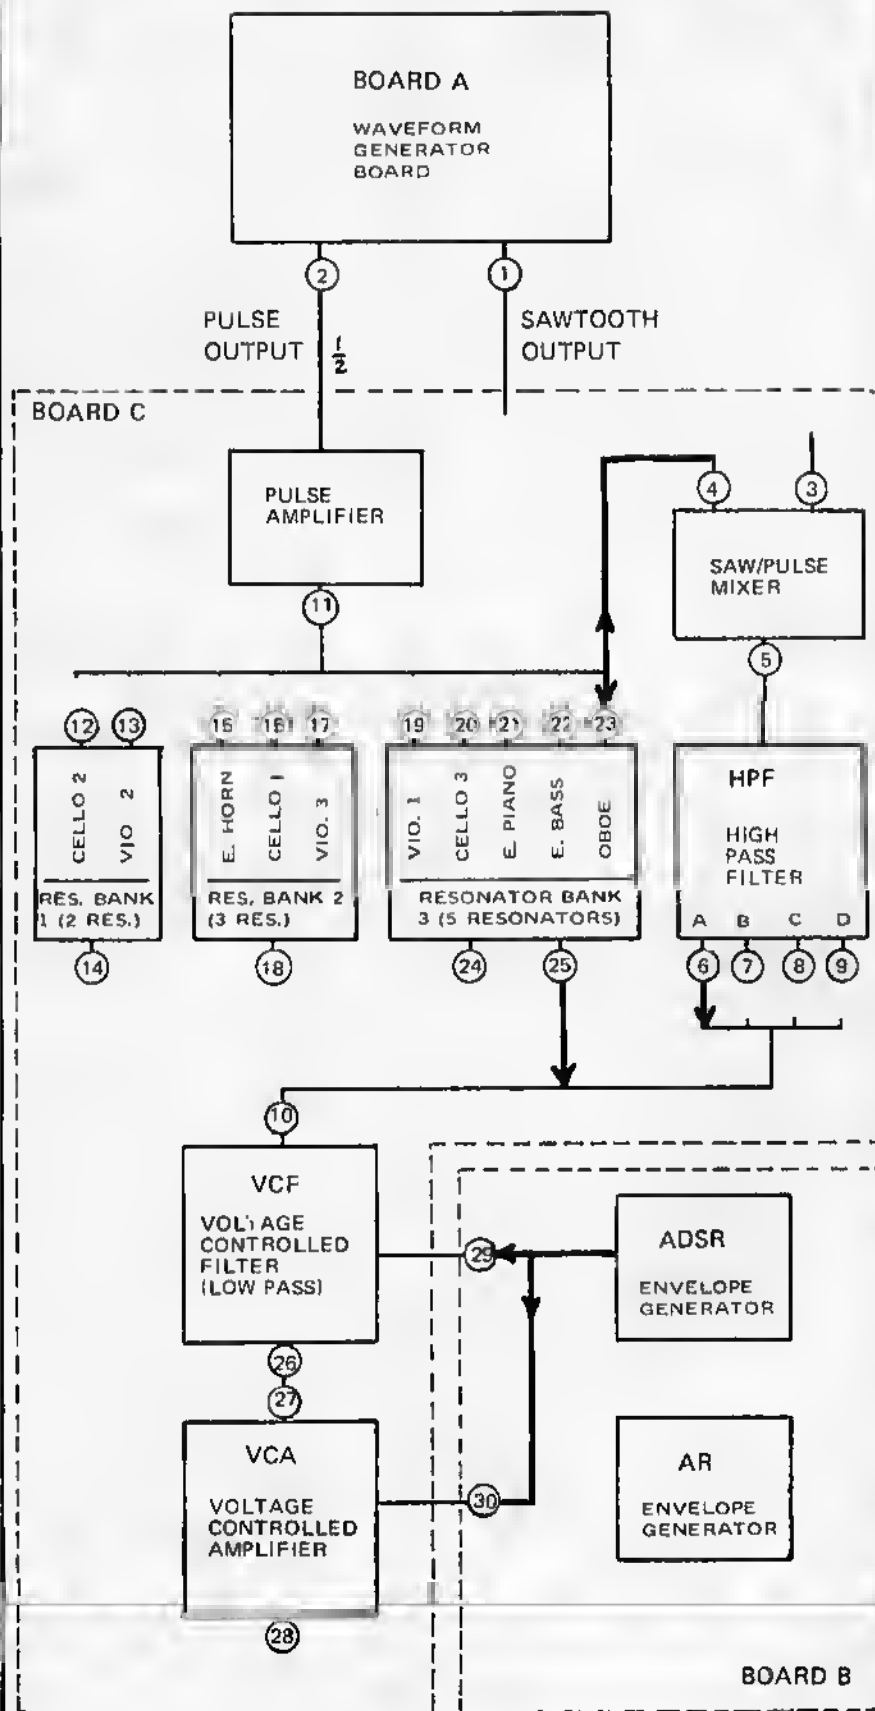 BOARD A
WAVEFORM
GENERATOR
BOARD
2
1
PULSE
OUTPUT
1/2
SAWTOOTH
OUTPUT
BOARD C
PULSE
AMPLIFIER
4
3
SAW/PULSE
MIXER
11
5
12
13
15
16
17
19
20
21
22
23
CELLO 2
VIO 2
E. HORN
CELLO 1
VIO. 3
VIO. 1
CELLO 3
E. PIANO
E. BASS
OBOE
HPF
HIGH
PASS
FILTER
RES. BANK
1 (2 RES.)
RES. BANK 2
(3 RES.)
RESONATOR BANK
3 (5 RESONATORS)
A B C D
14
18
24
25
6
7
8
9
10
VCF
VOLTAGE
CONTROLLED
FILTER
(LOW PASS)
29
ADSR
ENVELOPE
GENERATOR
26
27
VCA
VOLTAGE
CONTROLLED
AMPLIFIER
30
AR
ENVELOPE
GENERATOR
28
BOARD B